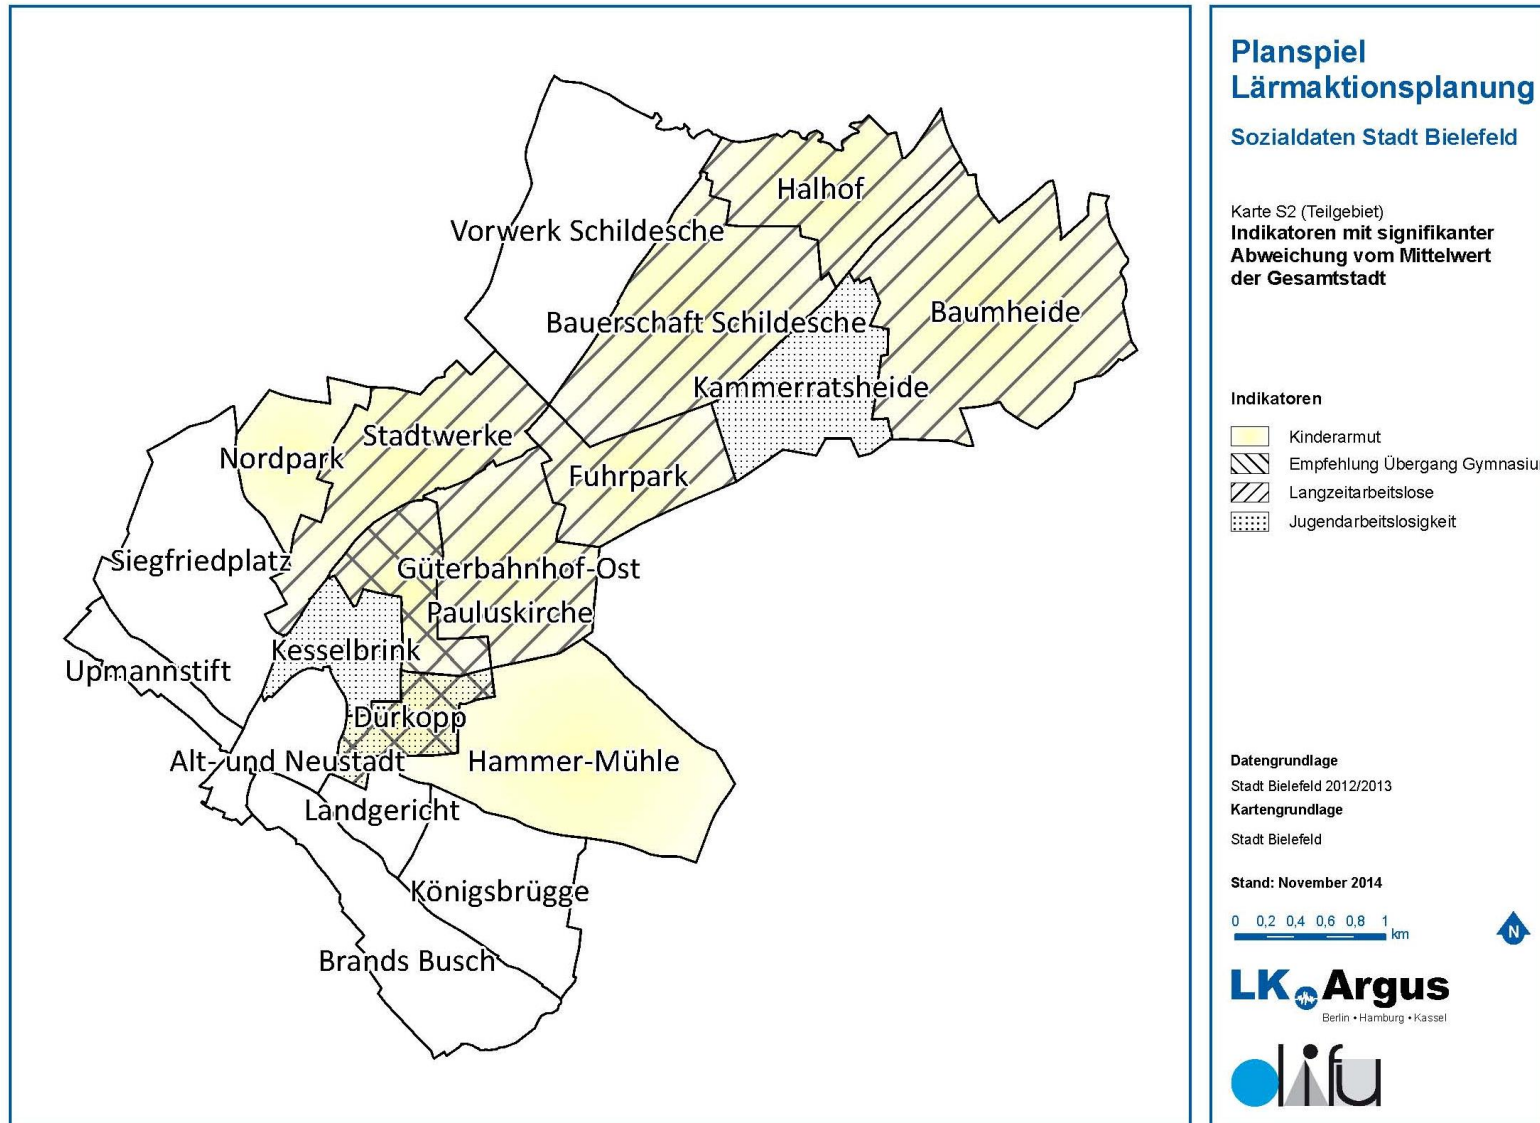 Halhof
Vorwerk Schildesche
Baumheide
Bauerschaft Schildesche
Kammerratsheide
Stadtwerke
Nordpark
Fuhrpark
Siegfriedplatz
Güterbahnhof-Ost
Pauluskirche
Kesselbrink
Upmannstift
Dürkopp
Alt- und Neustadt
Hammer-Mühle
Landgericht
Königsbrügge
Brands Busch
Planspiel
Lärmaktionsplanung
Sozialdaten Stadt Bielefeld
Karte S2 (Teilgebiet)
Indikatoren mit signifikanter
Abweichung vom Mittelwert
der Gesamtstadt
Indikatoren
Kinderarmut
Empfehlung Übergang Gymnasiu
Langzeitarbeitslose
Jugendarbeitslosigkeit
Datengrundlage
Stadt Bielefeld 2012/2013
Kartengrundlage
Stadt Bielefeld
Stand: November 2014
0 0,2 0,4 0,6 0,8 1
km
N
LK Argus
Berlin • Hamburg • Kassel
difu